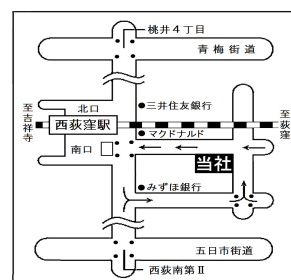 桃井4丁目
青梅街道
北口
三井住友銀行
至吉祥寺
西荻窪駅
マクドナルド
至荻窪
南口
当社
みずほ銀行
五日市街道
西荻南第Ⅱ